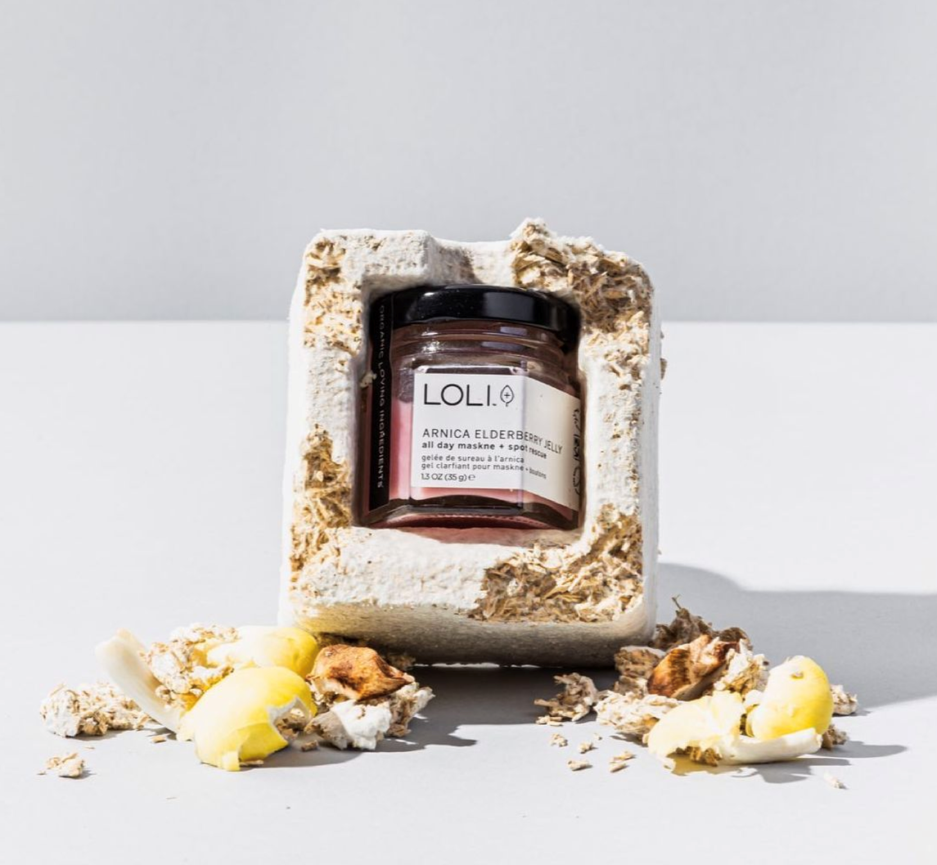 LOLI™
ARNICA ELDERBERRY JELLY
all day maskne + spot rescue
gelée de sureau à l'arnica
gel clarifiant pour maskne + boutons
1.3 OZ (35 g) ℮
ORGANIC LOVING INGREDIENTS